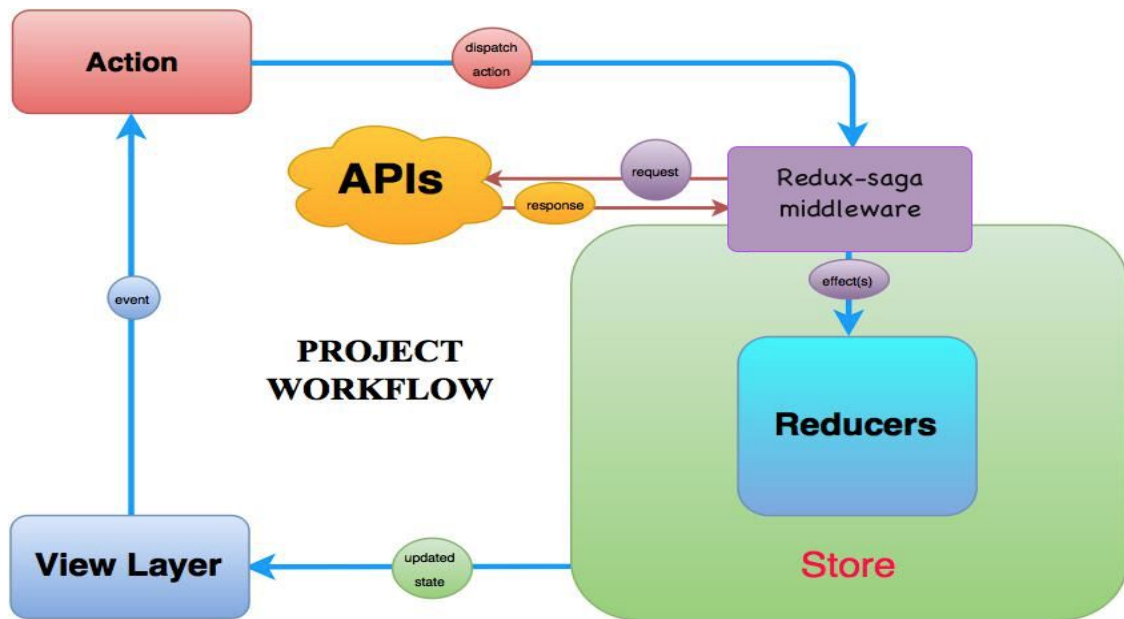 Action
dispatch
action
APIs
request
response
Redux-saga
middleware
effect(s)
event
PROJECT
WORKFLOW
Reducers
View Layer
updated
state
Store